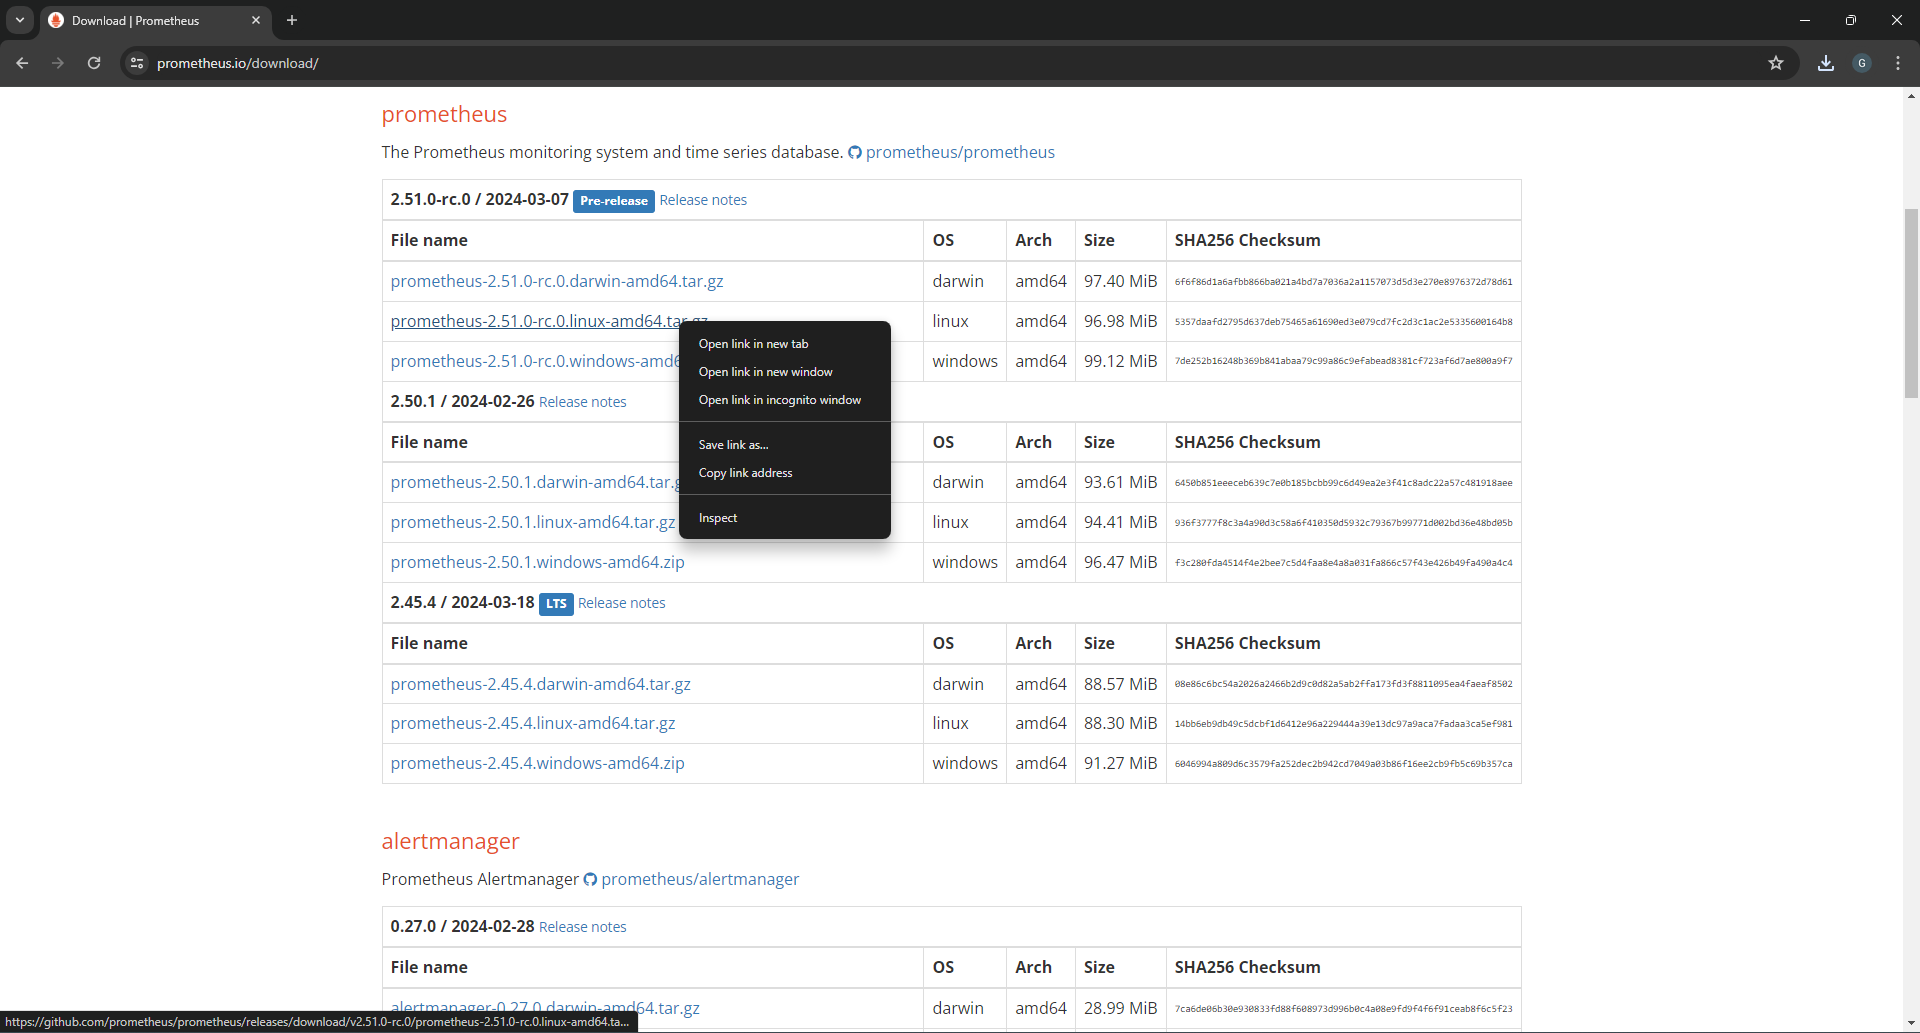 Download | Prometheus
prometheus.io/download/
G
prometheus
The Prometheus monitoring system and time series database. prometheus/prometheus
2.51.0-rc.0 / 2024-03-07 Pre-release Release notes
File name OS Arch Size SHA256 Checksum
prometheus-2.51.0-rc.0.darwin-amd64.tar.gz darwin amd64 97.40 MiB 6f6f86d1a6afbb866ba021a4bd7a7036a2a1157073d5d3e270e8976372d78d61
prometheus-2.51.0-rc.0.linux-amd64.tar.gz linux amd64 96.98 MiB 5357daafd2795d637deb75465a61690ed3e079cd7fc2d3c1ac2e5335600164b8
prometheus-2.51.0-rc.0.windows-amd6 windows amd64 99.12 MiB 7de252b16248b369b841abaa79c99a86c9efabead8381cf723af6d7ae800a9f7
Open link in new tab
Open link in new window
Open link in incognito window
Save link as...
Copy link address
Inspect
2.50.1 / 2024-02-26 Release notes
File name OS Arch Size SHA256 Checksum
prometheus-2.50.1.darwin-amd64.tar.g darwin amd64 93.61 MiB 6450b851eeeceb639c7e0b185bcbb99c6d49ea2e3f41c8adc22a57c481918aee
prometheus-2.50.1.linux-amd64.tar.gz linux amd64 94.41 MiB 936f3777f8c3a4a90d3c58a6f410350d5932c79367b99771d002bd36e48bd05b
prometheus-2.50.1.windows-amd64.zip windows amd64 96.47 MiB f3c280fda4514f4e2bee7c5d4faa8e4a8a031fa866c57f43e426b49fa490a4c4
2.45.4 / 2024-03-18 LTS Release notes
File name OS Arch Size SHA256 Checksum
prometheus-2.45.4.darwin-amd64.tar.gz darwin amd64 88.57 MiB 08e86c6bc54a2026a2466b2d9c0d82a5ab2ffa173fd3f8811095ea4faeaf8502
prometheus-2.45.4.linux-amd64.tar.gz linux amd64 88.30 MiB 14bb6eb9db49c5dcbf1d6412e96a229444a39e13dc97a9aca7fadaa3ca5ef981
prometheus-2.45.4.windows-amd64.zip windows amd64 91.27 MiB 6046994a809d6c3579fa252dec2b942cd7049a03b86f16ee2cb9fb5c69b357ca
alertmanager
Prometheus Alertmanager prometheus/alertmanager
0.27.0 / 2024-02-28 Release notes
File name OS Arch Size SHA256 Checksum
alertmanager-0.27.0.darwin-amd64.tar.gz darwin amd64 28.99 MiB 7ca6de06b30e930833fd88f608973d996b0c4a08e9fd9f4f6f91ceab8f6c5f23
https://github.com/prometheus/prometheus/releases/download/v2.51.0-rc.0/prometheus-2.51.0-rc.0.linux-amd64.ta...